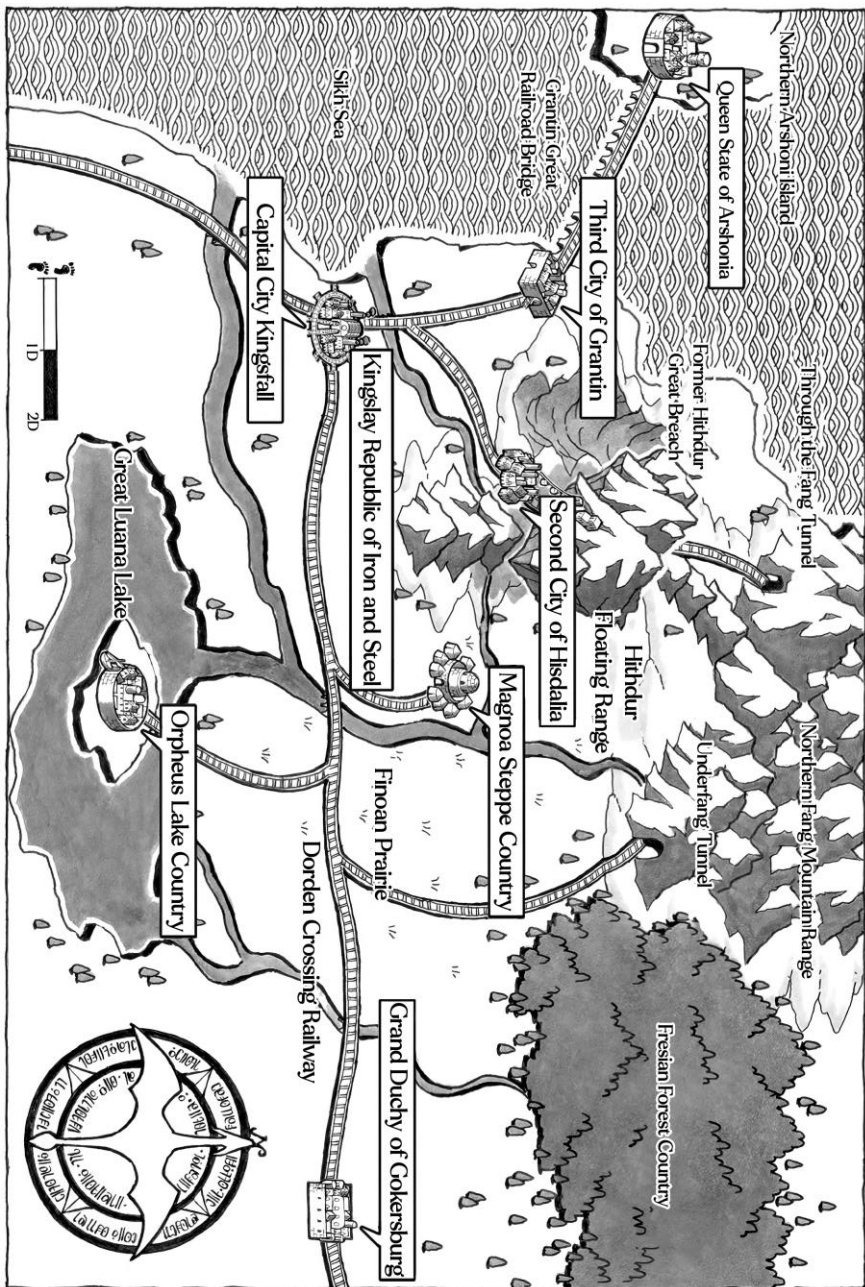 Northern Arshoni Island
Queen State of Arshonia
Grantin Great
Railroad Bridge
Sikh Sea
Third City of Grantin
Through the Fang Tunnel
Former Hithdur
Great Breach
Capital City Kingsfall
Kingslay Republic of Iron and Steel
Second City of Hisdalia
Hithdur
Floating Range
Northern Fang Mountain Range
Underfang Tunnel
Magnoa Steppe Country
Finoan Prairie
1D
2D
Great Luana Lake
Orpheus Lake Country
Dorden Crossing Railway
Fresian Forest Country
Grand Duchy of Gokersburg